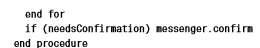 end for
if (needsConfirmation) messenger.confirm
end procedure